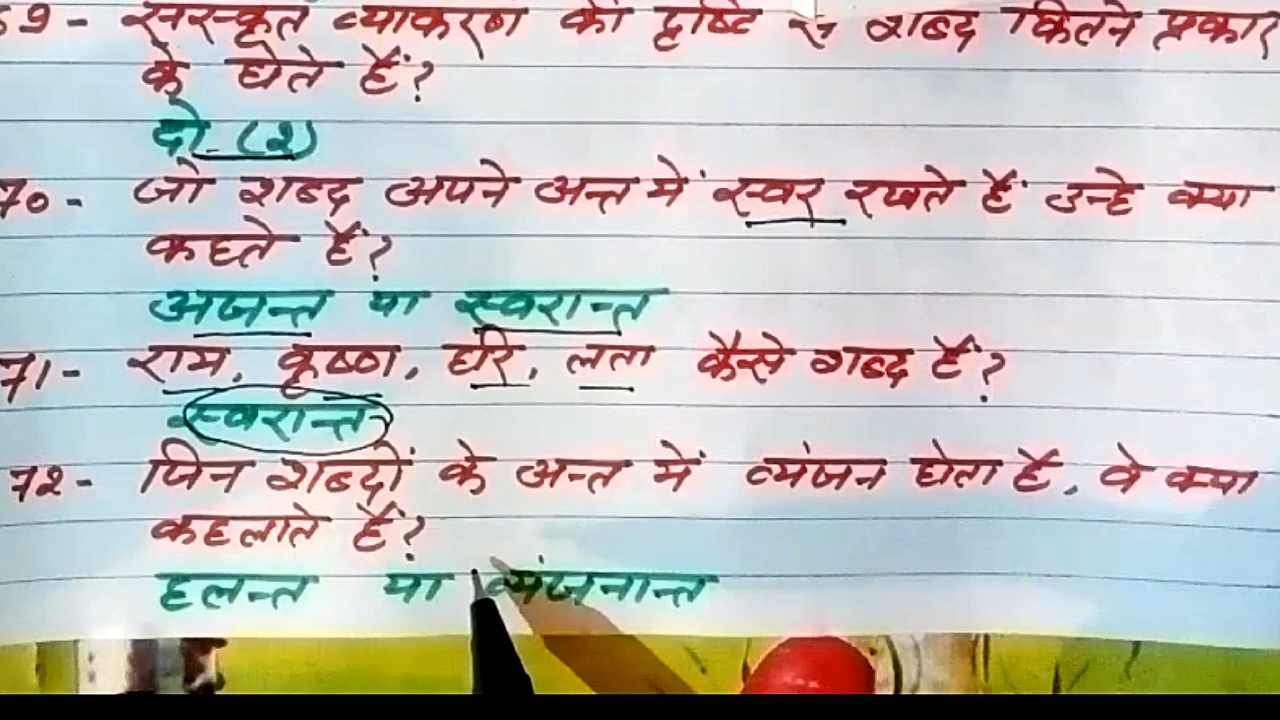 69- संस्कृत व्याकरण की दृष्टि से शब्द कितने प्रकार
के होते हैं?
दो (2)
70- जो शब्द अपने अन्त में स्वर रखते हैं उन्हे क्या
कहते हैं?
अजन्त या स्वरान्त
71- राम, कृष्ण, हरि, लता कैसे शब्द हैं?
स्वरान्त
72- जिन शब्दों के अन्त में व्यंजन होता है, वे क्या
कहलाते हैं?
हलन्त या व्यंजनान्त